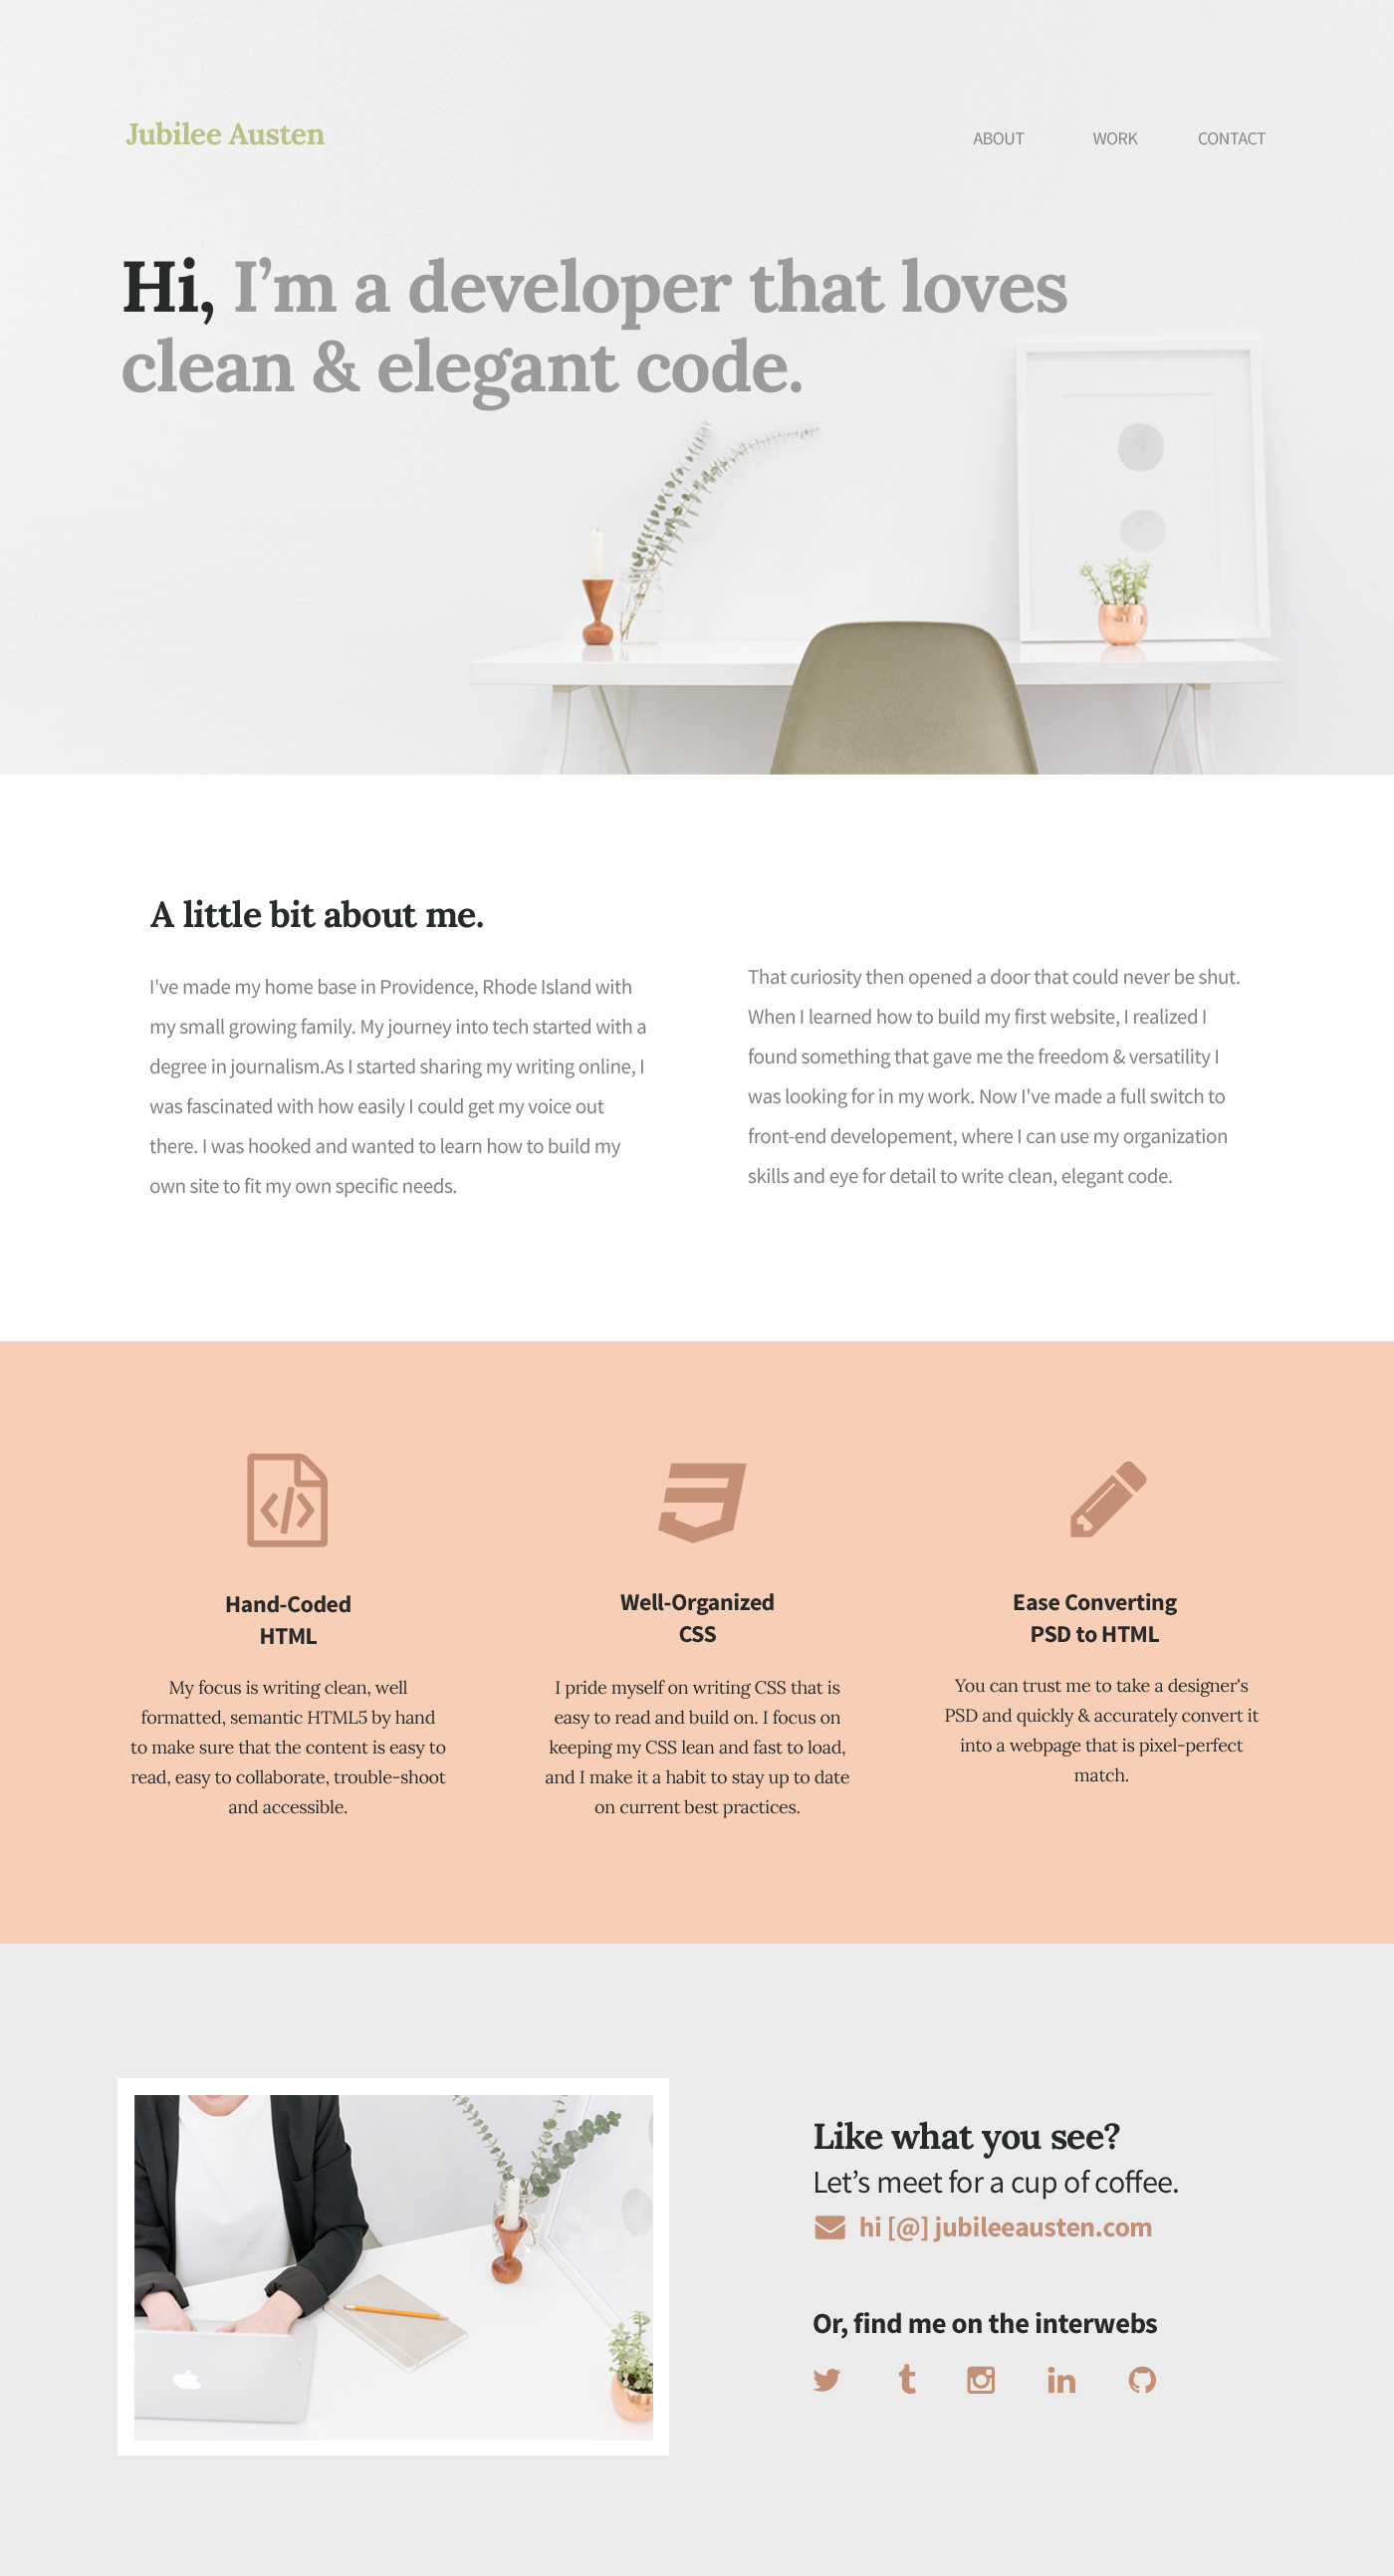 Jubilee Austen
ABOUT WORK CONTACT
Hi, I’m a developer that loves
clean & elegant code.
A little bit about me.
I've made my home base in Providence, Rhode Island with
my small growing family. My journey into tech started with a
degree in journalism.As I started sharing my writing online, I
was fascinated with how easily I could get my voice out
there. I was hooked and wanted to learn how to build my
own site to fit my own specific needs.
That curiosity then opened a door that could never be shut.
When I learned how to build my first website, I realized I
found something that gave me the freedom & versatility I
was looking for in my work. Now I've made a full switch to
front-end developement, where I can use my organization
skills and eye for detail to write clean, elegant code.
Hand-Coded
HTML
My focus is writing clean, well
formatted, semantic HTML5 by hand
to make sure that the content is easy to
read, easy to collaborate, trouble-shoot
and accessible.
Well-Organized
CSS
I pride myself on writing CSS that is
easy to read and build on. I focus on
keeping my CSS lean and fast to load,
and I make it a habit to stay up to date
on current best practices.
Ease Converting
PSD to HTML
You can trust me to take a designer's
PSD and quickly & accurately convert it
into a webpage that is pixel-perfect
match.
Like what you see?
Let’s meet for a cup of coffee.
hi [@] jubileeausten.com
Or, find me on the interwebs